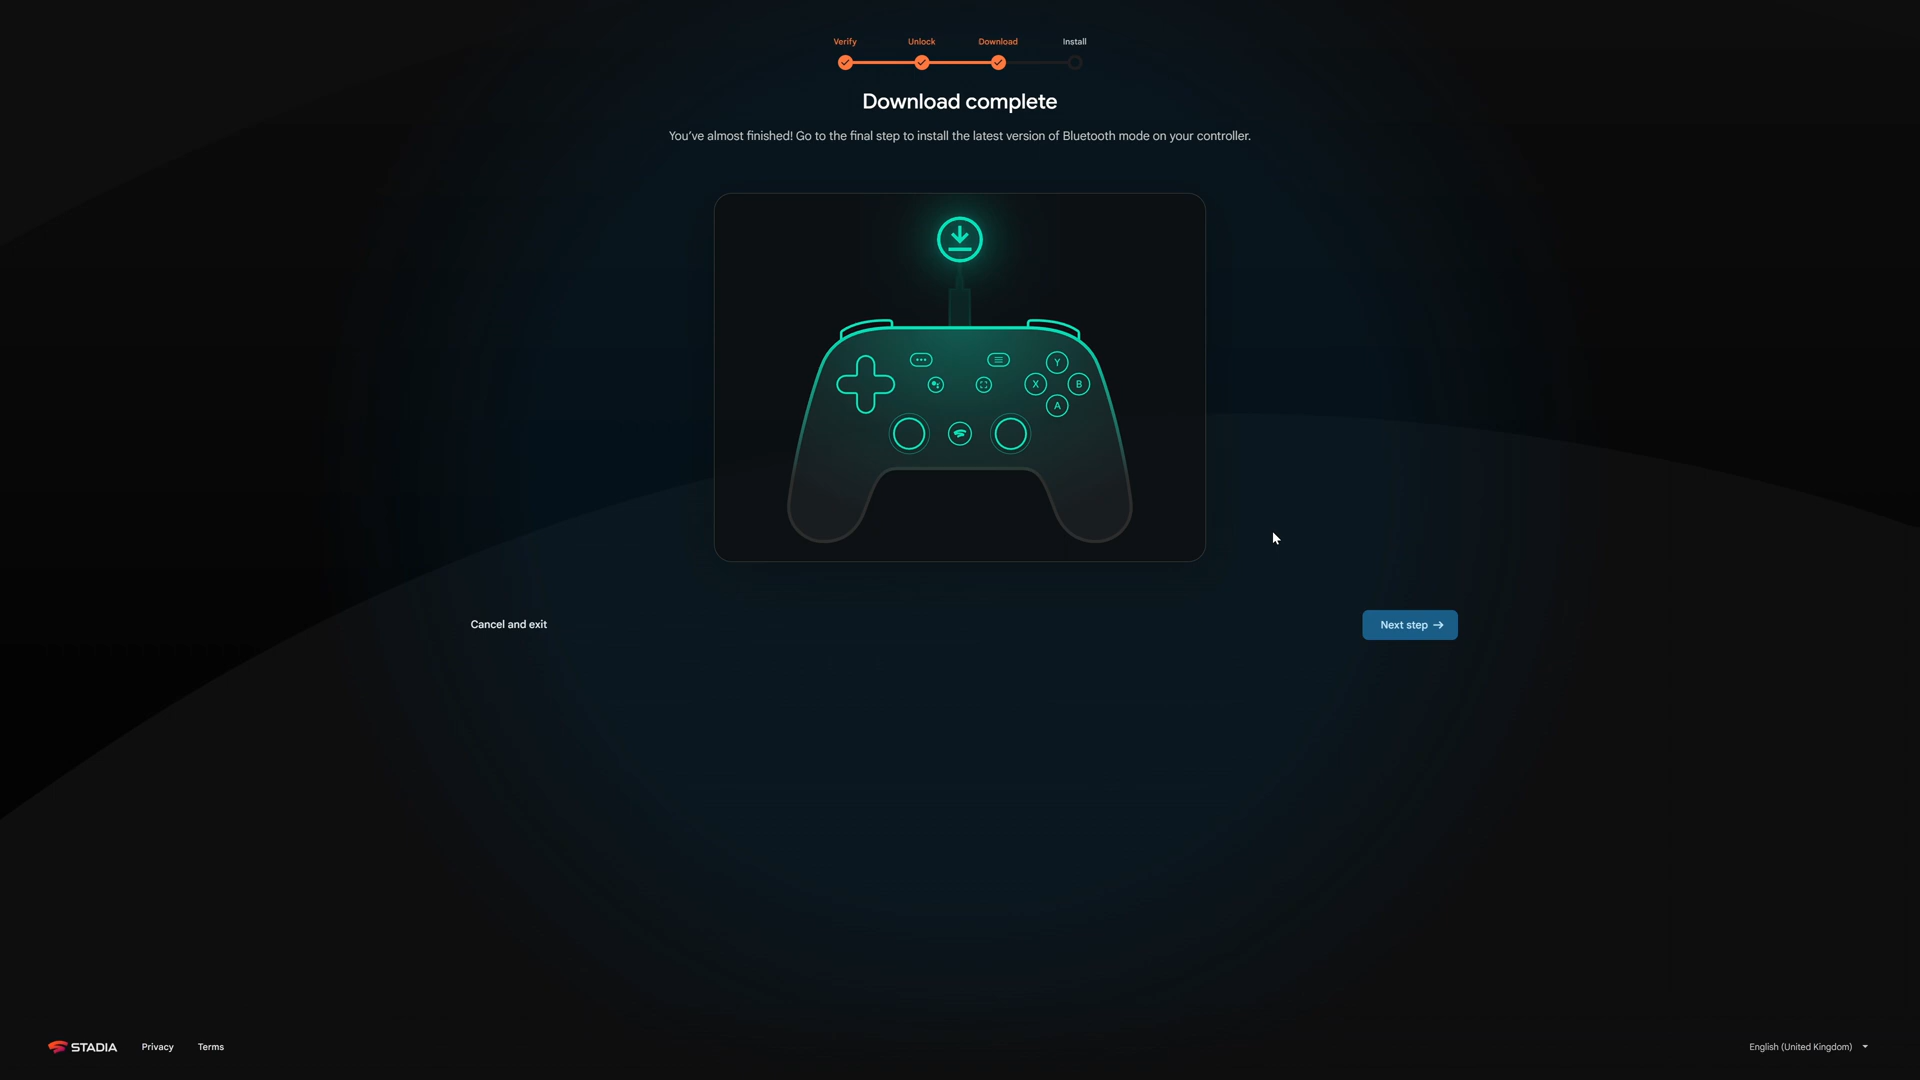 Verify Unlock Download Install
Download complete
You've almost finished! Go to the final step to install the latest version of Bluetooth mode on your controller.
Y
X B
A
Cancel and exit
Next step →
STADIA Privacy Terms
English (United Kingdom)